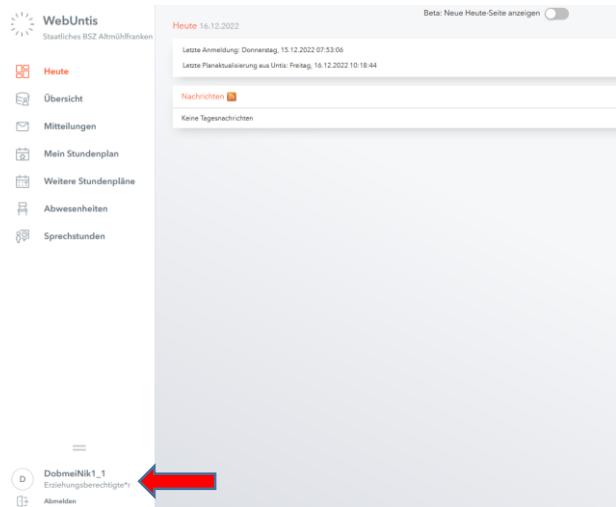 WebUntis
Staatliches BSZ Altmühlfranken
Heute
Übersicht
Mitteilungen
Mein Stundenplan
Weitere Stundenpläne
Abwesenheiten
Sprechstunden
D
DobmeiNik1_1
Erziehungsberechtigte*r
Abmelden
Beta: Neue Heute-Seite anzeigen
Heute 16.12.2022
Letzte Anmeldung: Donnerstag, 15.12.2022 07:53:06
Letzte Planaktualisierung aus Untis: Freitag, 16.12.2022 10:18:44
Nachrichten
Keine Tagesnachrichten